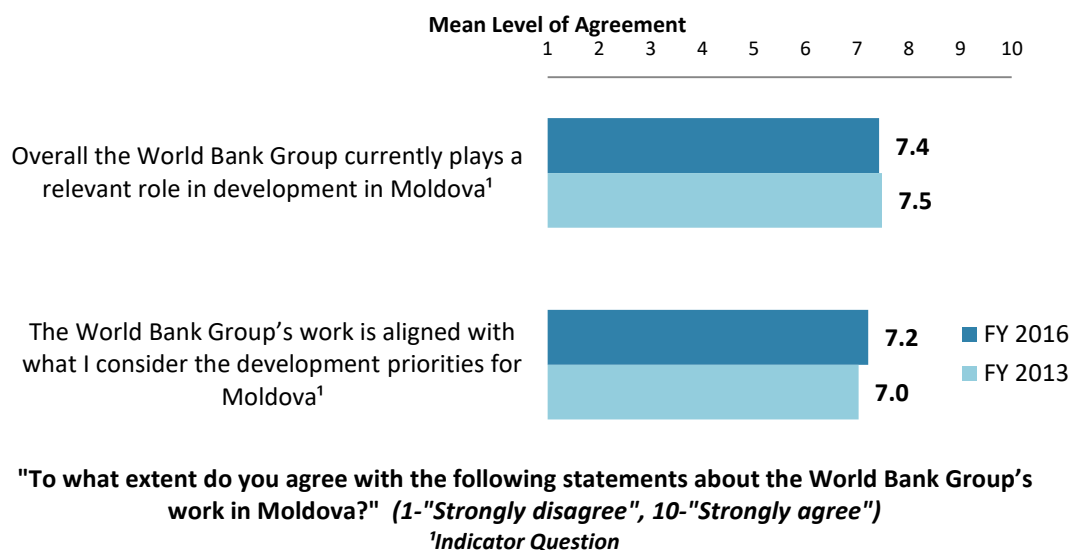 Mean Level of Agreement
1 2 3 4 5 6 7 8 9 10
Overall the World Bank Group currently plays a
relevant role in development in Moldova¹
7.4
7.5
The World Bank Group’s work is aligned with
what I consider the development priorities for
Moldova¹
7.2
7.0
FY 2016
FY 2013
"To what extent do you agree with the following statements about the World Bank Group’s
work in Moldova?" (1-"Strongly disagree", 10-"Strongly agree")
¹Indicator Question